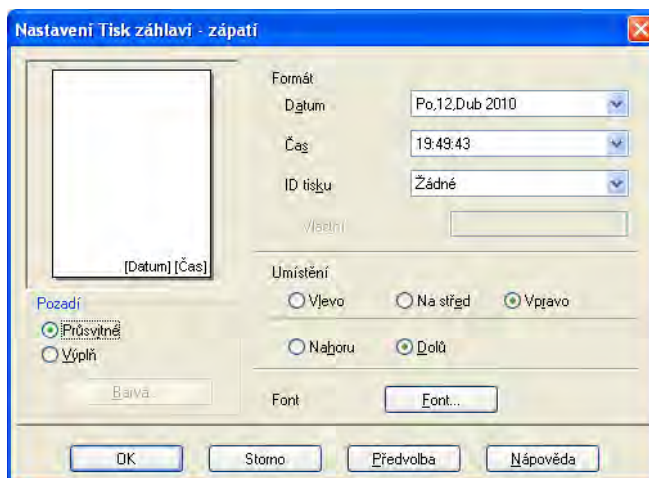 Nastavení Tisk záhlaví - zápatí
[Datum] [Čas]
Pozadí
Průsvitné
Výplň
Barva...
Formát
Datum
Po,12,Dub 2010
Čas
19:49:43
ID tisku
Žádné
Vlastní
Umístění
Vlevo
Na střed
Vpravo
Nahoru
Dolů
Font
Font...
OK
Storno
Předvolba
Nápověda